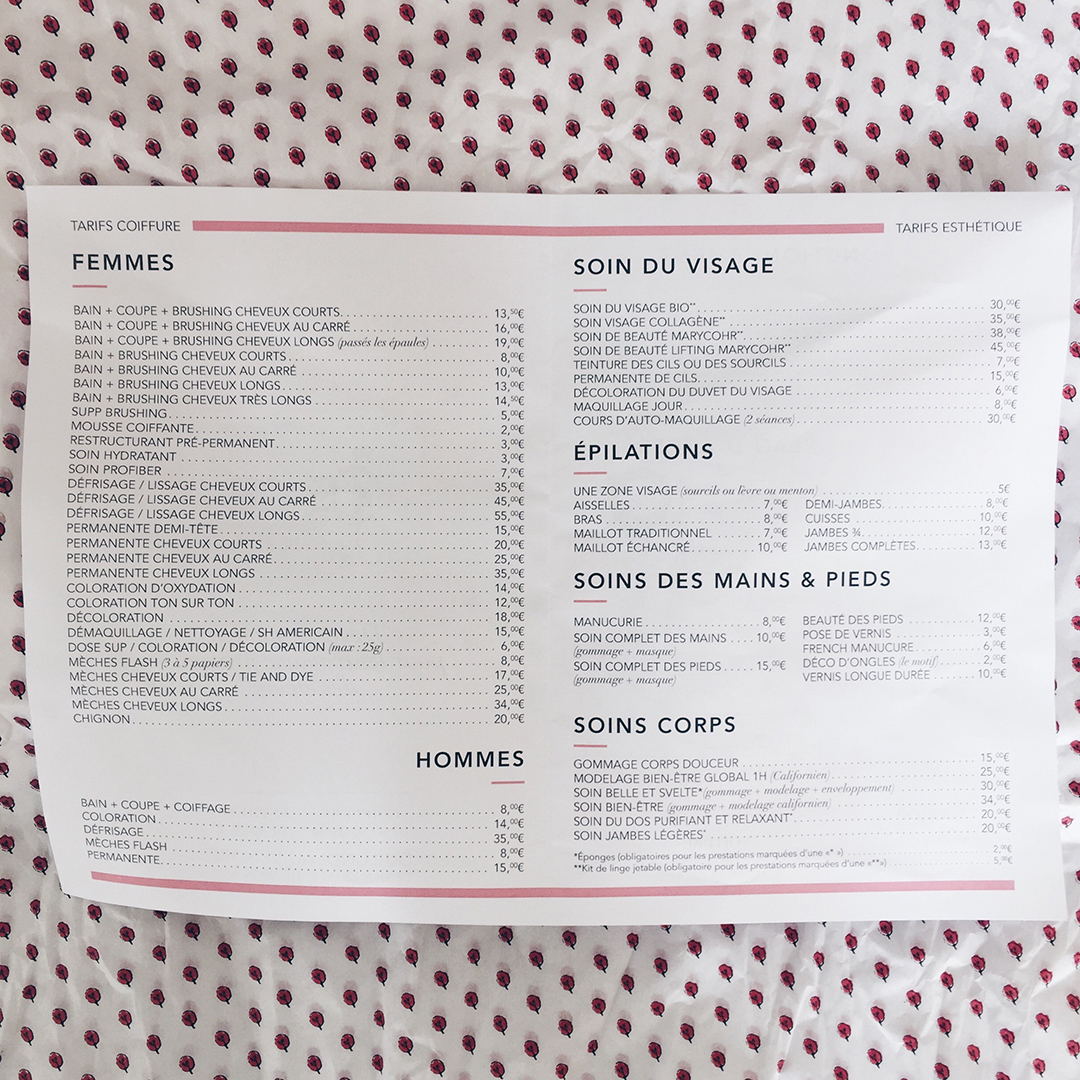 TARIFS COIFFURE
TARIFS ESTHÉTIQUE
FEMMES
BAIN + COUPE + BRUSHING CHEVEUX COURTS. 13,50€
BAIN + COUPE + BRUSHING CHEVEUX AU CARRÉ 16,00€
BAIN + COUPE + BRUSHING CHEVEUX LONGS (passés les épaules) 19,00€
BAIN + BRUSHING CHEVEUX COURTS 8,00€
BAIN + BRUSHING CHEVEUX AU CARRÉ 10,00€
BAIN + BRUSHING CHEVEUX LONGS 13,00€
BAIN + BRUSHING CHEVEUX TRÈS LONGS 14,50€
SUPP BRUSHING 5,00€
MOUSSE COIFFANTE 2,00€
RESTRUCTURANT PRÉ-PERMANENT 3,00€
SOIN HYDRATANT 3,00€
SOIN PROFIBER 7,00€
DÉFRISAGE / LISSAGE CHEVEUX COURTS 35,00€
DÉFRISAGE / LISSAGE CHEVEUX AU CARRÉ 45,00€
DÉFRISAGE / LISSAGE CHEVEUX LONGS 55,00€
PERMANENTE DEMI-TÊTE 15,00€
PERMANENTE CHEVEUX COURTS 20,00€
PERMANENTE CHEVEUX AU CARRÉ 25,00€
PERMANENTE CHEVEUX LONGS 35,00€
COLORATION D'OXYDATION 14,00€
COLORATION TON SUR TON 12,00€
DÉCOLORATION 18,00€
DÉMAQUILLAGE / NETTOYAGE / SH AMERICAIN 15,00€
DOSE SUP / COLORATION / DÉCOLORATION (max : 25g) 6,00€
MÈCHES FLASH (3 à 5 papiers) 8,00€
MÈCHES CHEVEUX COURTS / TIE AND DYE 17,00€
MÈCHES CHEVEUX AU CARRÉ 25,00€
MÈCHES CHEVEUX LONGS 34,00€
CHIGNON 20,00€
HOMMES
BAIN + COUPE + COIFFAGE 8,00€
COLORATION 14,00€
DÉFRISAGE 35,00€
MÈCHES FLASH 8,00€
PERMANENTE 15,00€
SOIN DU VISAGE
SOIN DU VISAGE BIO** 30,00€
SOIN VISAGE COLLAGÈNE** 35,00€
SOIN DE BEAUTÉ MARYCOHR** 38,00€
SOIN DE BEAUTÉ LIFTING MARYCOHR** 45,00€
TEINTURE DES CILS OU DES SOURCILS 7,00€
PERMANENTE DE CILS 15,00€
DÉCOLORATION DU DUVET DU VISAGE 6,00€
MAQUILLAGE JOUR 8,00€
COURS D'AUTO-MAQUILLAGE (2 séances) 30,00€
ÉPILATIONS
UNE ZONE VISAGE (sourcils ou lèvre ou menton) 5€
AISSELLES 7,00€
BRAS 8,00€
MAILLOT TRADITIONNEL 7,00€
MAILLOT ÉCHANCRÉ 10,00€
DEMI-JAMBES 8,00€
CUISSES 10,00€
JAMBES ¾ 12,00€
JAMBES COMPLÈTES 13,00€
SOINS DES MAINS & PIEDS
MANUCURIE 8,00€
SOIN COMPLET DES MAINS 10,00€
(gommage + masque)
SOIN COMPLET DES PIEDS 15,00€
(gommage + masque)
BEAUTÉ DES PIEDS 12,00€
POSE DE VERNIS 3,00€
FRENCH MANUCURE 6,00€
DÉCO D'ONGLES (le motif) 2,00€
VERNIS LONGUE DURÉE 10,00€
SOINS CORPS
GOMMAGE CORPS DOUCEUR 15,00€
MODELAGE BIEN-ÊTRE GLOBAL 1H (Californien) 25,00€
SOIN BELLE ET SVELTE* (gommage + modelage + enveloppement) 30,00€
SOIN BIEN-ÊTRE (gommage + modelage californien) 34,00€
SOIN DU DOS PURIFIANT ET RELAXANT* 20,00€
SOIN JAMBES LÉGÈRES* 20,00€
*Éponges (obligatoires pour les prestations marquées d'une «* ») 2,00€
**Kit de linge jetable (obligatoire pour les prestations marquées d'une «**») 5,00€